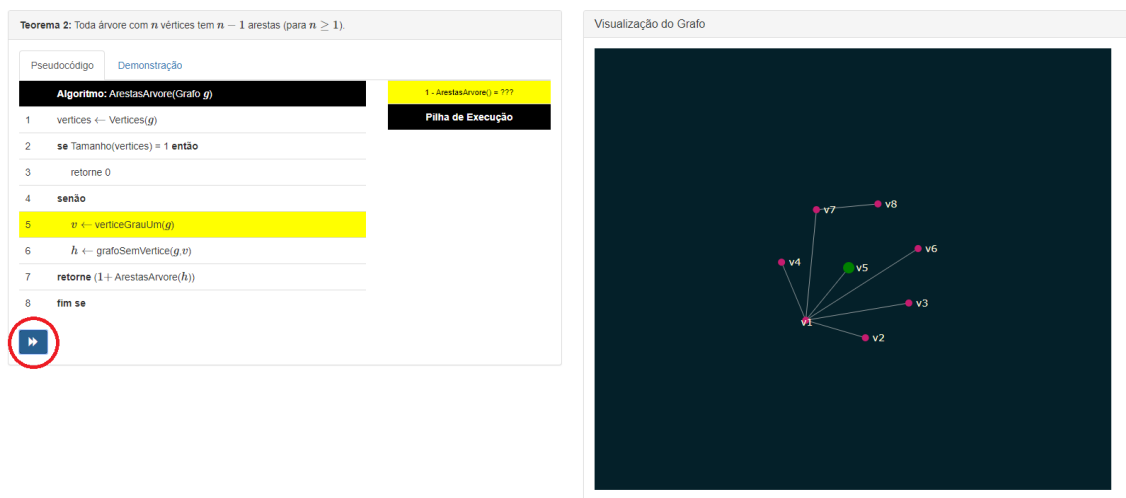 Teorema 2: Toda árvore com n vértices tem n − 1 arestas (para n ≥ 1).
Pseudocódigo Demonstração
Algoritmo: ArestasArvore(Grafo g)
1 vertices ← Vertices(g)
2 se Tamanho(vertices) = 1 então
3 retorne 0
4 senão
5 v ← verticeGrauUm(g)
6 h ← grafoSemVertice(g,v)
7 retorne (1+ ArestasArvore(h))
8 fim se
1 - ArestasArvore() = ???
Pilha de Execução
Visualização do Grafo
v8
v7
v6
v4
v5
v3
v1
v2